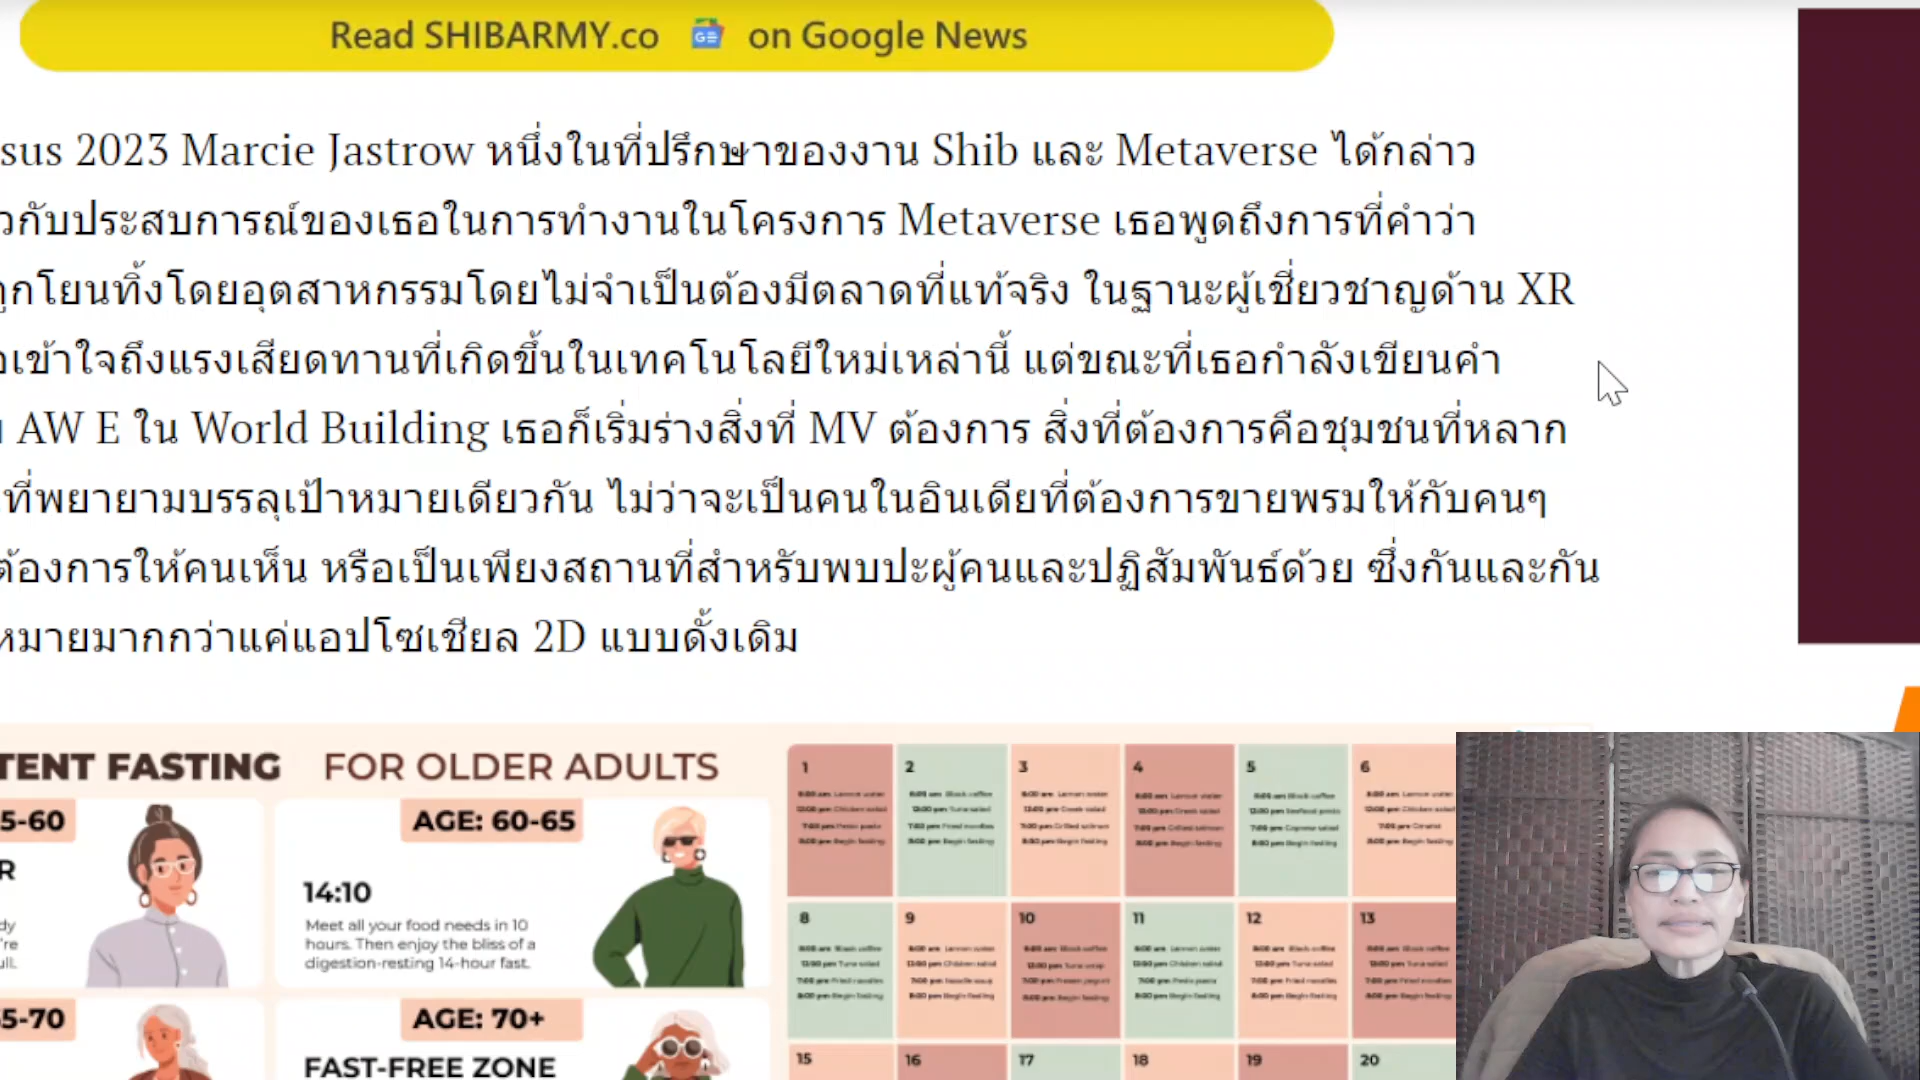 Read SHIBARMY.co on Google News
sus 2023 Marcie Jastrow หนึ่งในที่ปรึกษาของงาน Shib และ Metaverse ได้กล่าว
วกับประสบการณ์ของเธอในการทำงานในโครงการ Metaverse เธอพูดถึงการที่คำว่า
ถูกโยนทิ้งโดยอุตสาหกรรมโดยไม่จำเป็นต้องมีตลาดที่แท้จริง ในฐานะผู้เชี่ยวชาญด้าน XR
อเข้าใจถึงแรงเสียดทานที่เกิดขึ้นในเทคโนโลยีใหม่เหล่านี้ แต่ขณะที่เธอกำลังเขียนคำ
AW E ใน World Building เธอก็เริ่มร่างสิ่งที่ MV ต้องการ สิ่งที่ต้องการคือชุมชนที่หลาก
ที่พยายามบรรลุเป้าหมายเดียวกัน ไม่ว่าจะเป็นคนในอินเดียที่ต้องการขายพรมให้กับคนๆ
ต้องการให้คนเห็น หรือเป็นเพียงสถานที่สำหรับพบปะผู้คนและปฏิสัมพันธ์ด้วย ซึ่งกันและกัน
หมายมากกว่าแค่แอปโซเชียล 2D แบบดั้งเดิม
TENT FASTING FOR OLDER ADULTS
5-60
R
dy
're
ull.
AGE: 60-65
14:10
Meet all your food needs in 10
hours. Then enjoy the bliss of a
digestion-resting 14-hour fast.
5-70
AGE: 70+
FAST-FREE ZONE
1 2 3 4 5 6
8 9 10 11 12 13
15 16 17 18 19 20